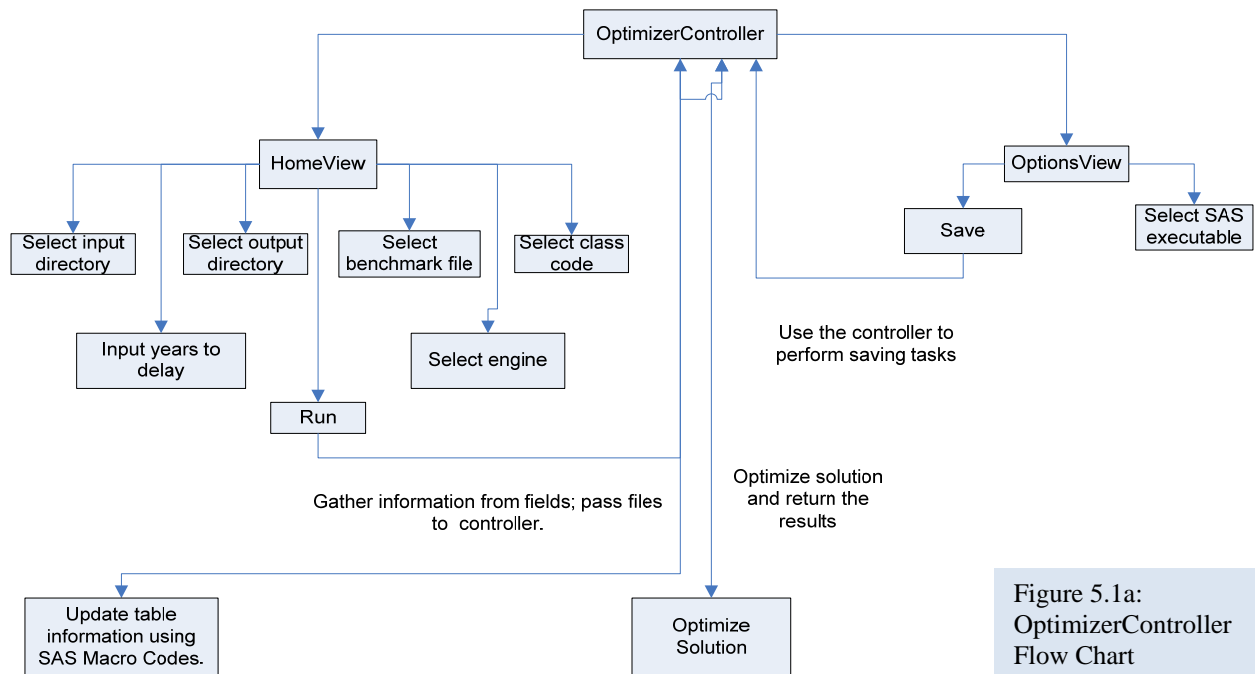 OptimizerController
HomeView
OptionsView
Select input
directory
Select output
directory
Select
benchmark file
Select class
code
Save
Select SAS
executable
Input years to
delay
Select engine
Use the controller to
perform saving tasks
Run
Gather information from fields; pass files
to controller.
Optimize solution
and return the
results
Update table
information using
SAS Macro Codes.
Optimize
Solution
Figure 5.1a:
OptimizerController
Flow Chart